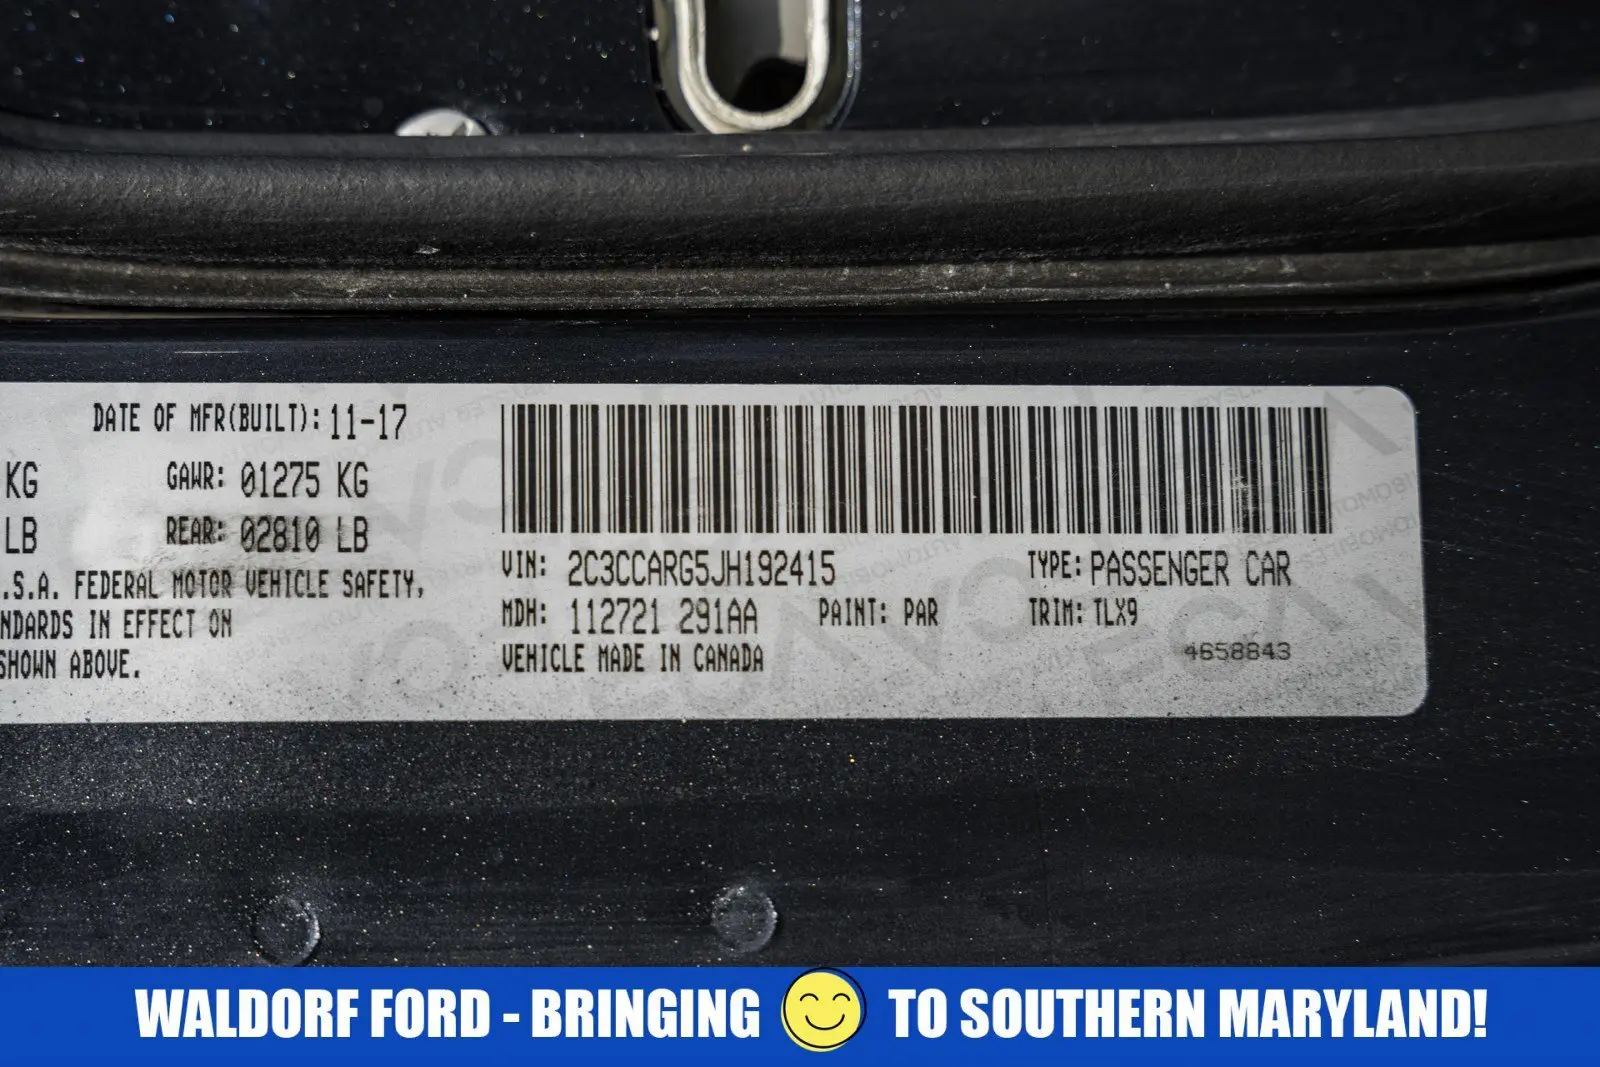 DATE OF MFR(BUILT): 11-17
KG GAWR: 01275 KG
LB REAR: 02810 LB
.S.A. FEDERAL MOTOR VEHICLE SAFETY,
NDARDS IN EFFECT ON
SHOWN ABOVE.
VIN: 2C3CCARG5JH192415 TYPE: PASSENGER CAR
MDH: 112721 291AA PAINT: PAR TRIM: TLX9
VEHICLE MADE IN CANADA 4658843
WALDORF FORD - BRINGING TO SOUTHERN MARYLAND!